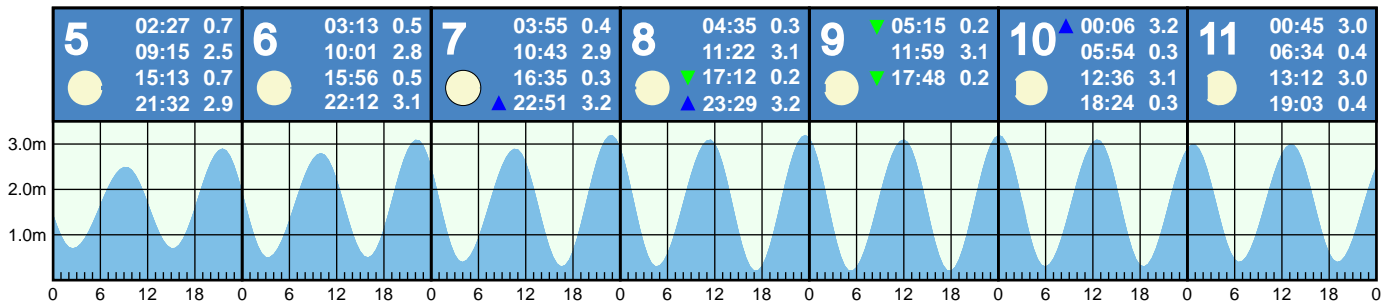 5
02:27 0.7
09:15 2.5
15:13 0.7
21:32 2.9
6
03:13 0.5
10:01 2.8
15:56 0.5
22:12 3.1
7
03:55 0.4
10:43 2.9
16:35 0.3
▲ 22:51 3.2
8
04:35 0.3
11:22 3.1
▼ 17:12 0.2
▲ 23:29 3.2
9
▼ 05:15 0.2
11:59 3.1
▼ 17:48 0.2
10
▲ 00:06 3.2
05:54 0.3
12:36 3.1
18:24 0.3
11
00:45 3.0
06:34 0.4
13:12 3.0
19:03 0.4
3.0m
2.0m
1.0m
0 6 12 18 0 6 12 18 0 6 12 18 0 6 12 18 0 6 12 18 0 6 12 18 0 6 12 18 0